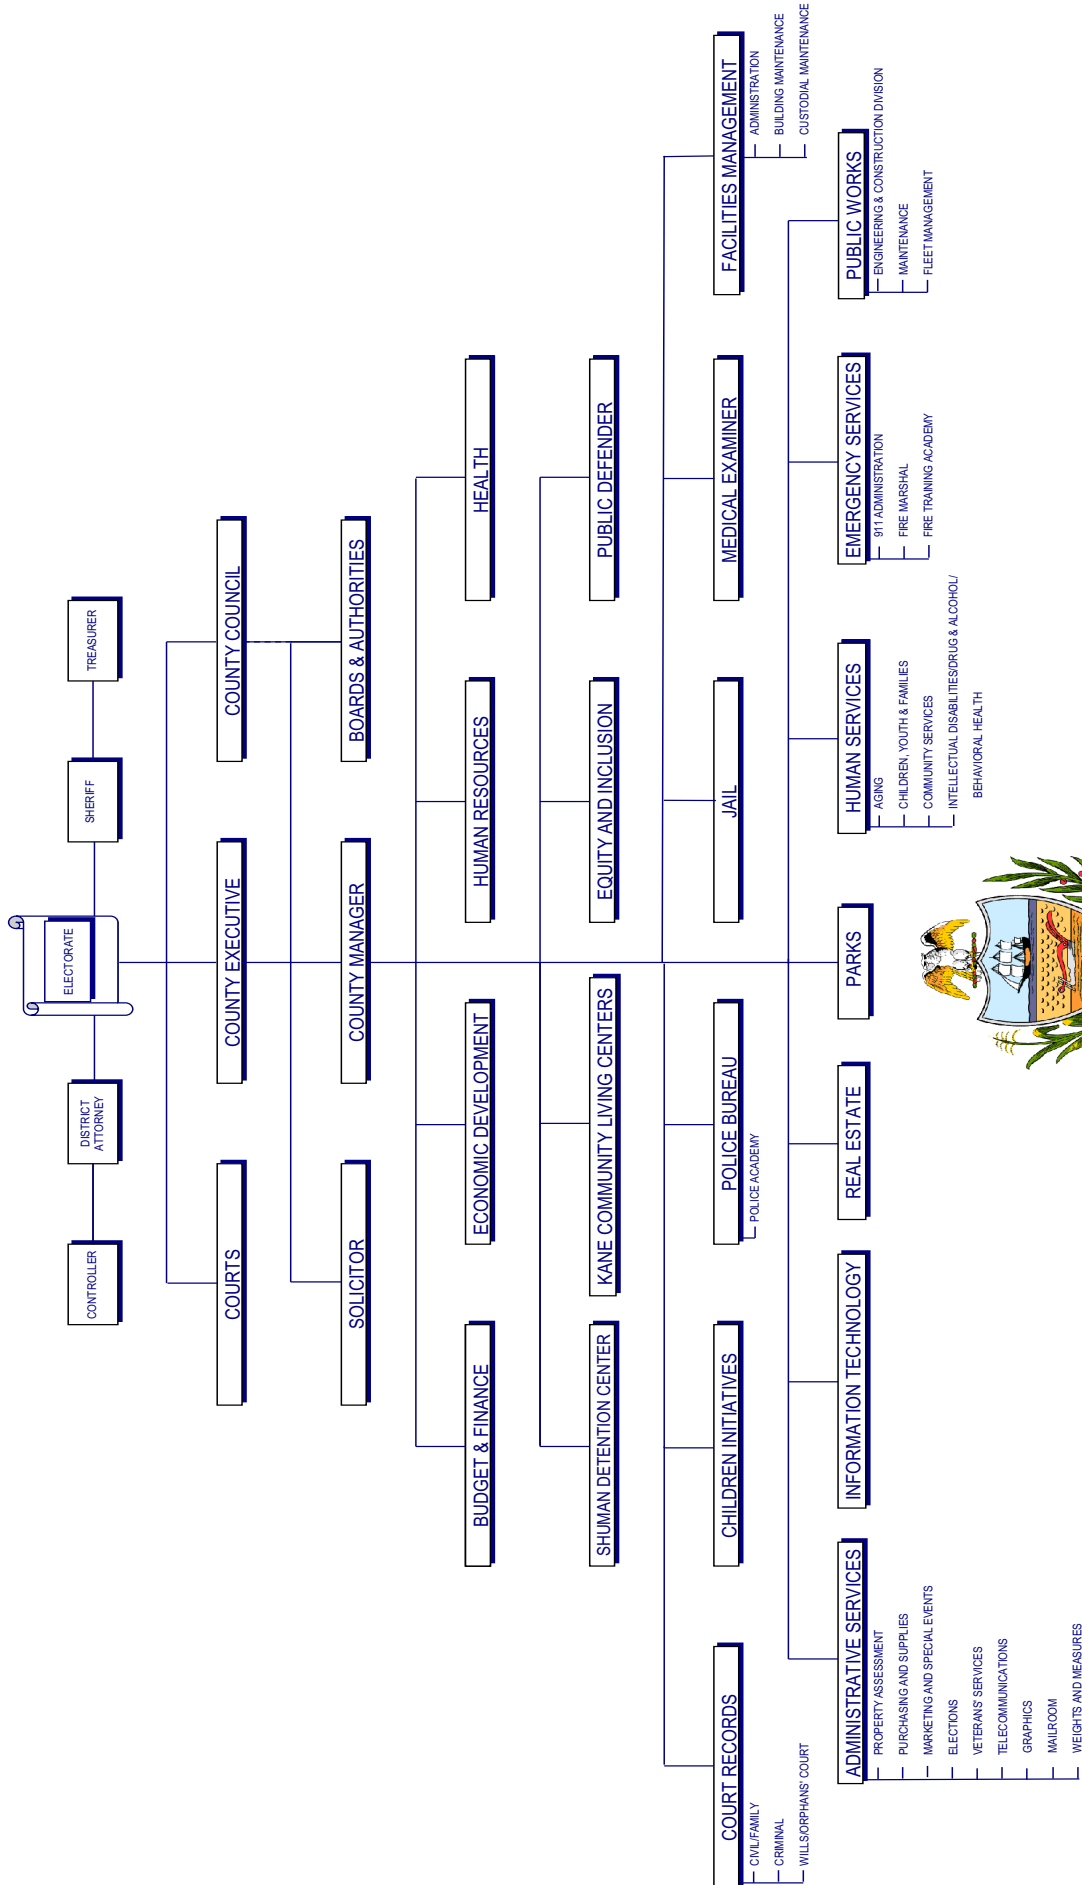 ELECTORATE
CONTROLLER
DISTRICT
ATTORNEY
SHERIFF
TREASURER
COURTS
COUNTY EXECUTIVE
COUNTY COUNCIL
SOLICITOR
COUNTY MANAGER
BOARDS & AUTHORITIES
BUDGET & FINANCE
ECONOMIC DEVELOPMENT
HUMAN RESOURCES
HEALTH
SHUMAN DETENTION CENTER
KANE COMMUNITY LIVING CENTERS
EQUITY AND INCLUSION
PUBLIC DEFENDER
COURT RECORDS
CIVIL/FAMILY
CRIMINAL
WILLS/ORPHANS' COURT
CHILDREN INITIATIVES
POLICE BUREAU
POLICE ACADEMY
JAIL
MEDICAL EXAMINER
FACILITIES MANAGEMENT
ADMINISTRATION
BUILDING MAINTENANCE
CUSTODIAL MAINTENANCE
ADMINISTRATIVE SERVICES
PROPERTY ASSESSMENT
PURCHASING AND SUPPLIES
MARKETING AND SPECIAL EVENTS
ELECTIONS
VETERANS' SERVICES
TELECOMMUNICATIONS
GRAPHICS
MAILROOM
WEIGHTS AND MEASURES
INFORMATION TECHNOLOGY
REAL ESTATE
PARKS
HUMAN SERVICES
AGING
CHILDREN, YOUTH & FAMILIES
COMMUNITY SERVICES
INTELLECTUAL DISABILITIES/DRUG & ALCOHOL/
BEHAVIORAL HEALTH
EMERGENCY SERVICES
911 ADMINISTRATION
FIRE MARSHAL
FIRE TRAINING ACADEMY
PUBLIC WORKS
ENGINEERING & CONSTRUCTION DIVISION
MAINTENANCE
FLEET MANAGEMENT